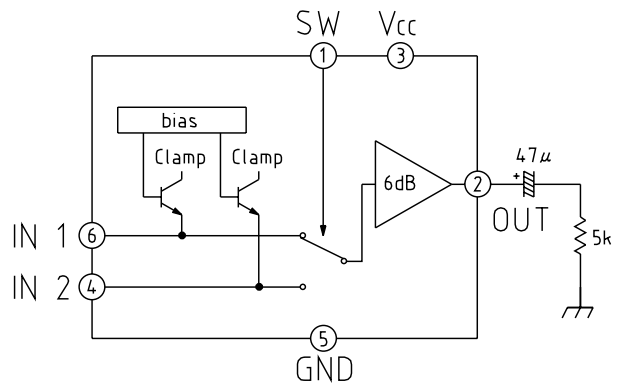 SW Vcc
1 3
bias
Clamp Clamp
47μ
+
6dB 2
OUT
5k
IN 1 6
IN 2 4
5
GND